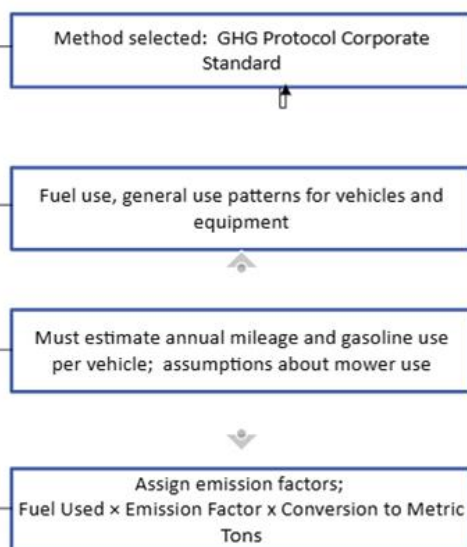 Method selected:  GHG Protocol Corporate
Standard
Fuel use, general use patterns for vehicles and
equipment
Must estimate annual mileage and gasoline use
per vehicle;  assumptions about mower use
Assign emission factors;
Fuel Used × Emission Factor x Conversion to Metric
Tons